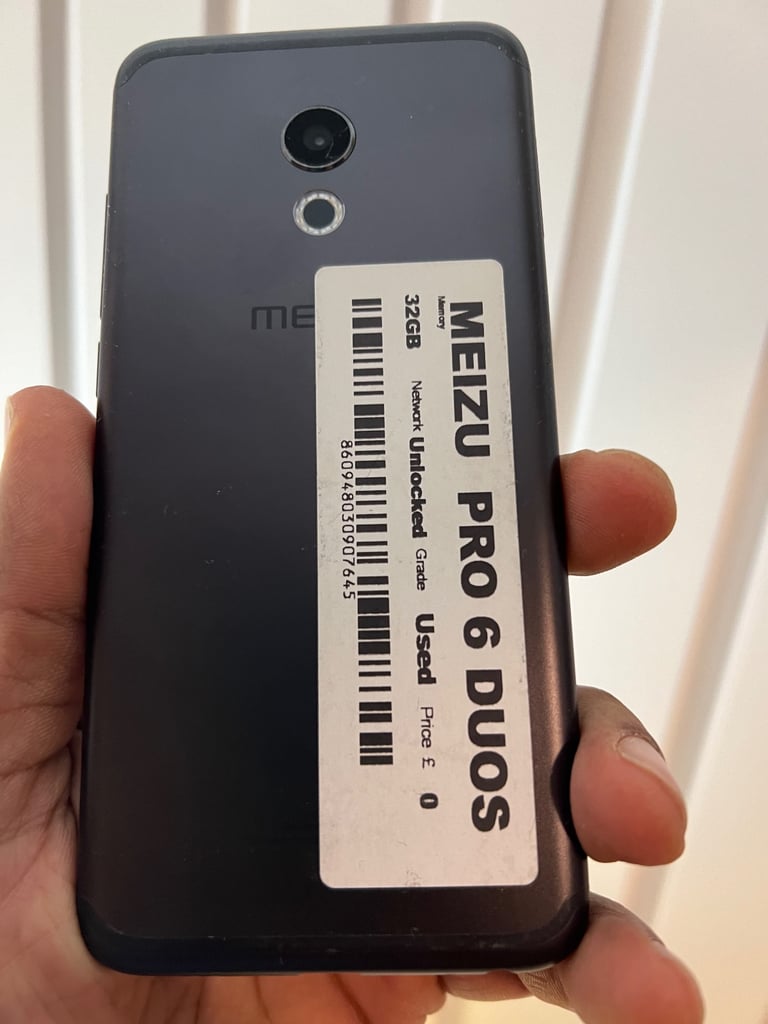 ME
MEIZU PRO 6 DUOS
Memory
32GB Network Unlocked Grade Used Price £ 0
860948030907645